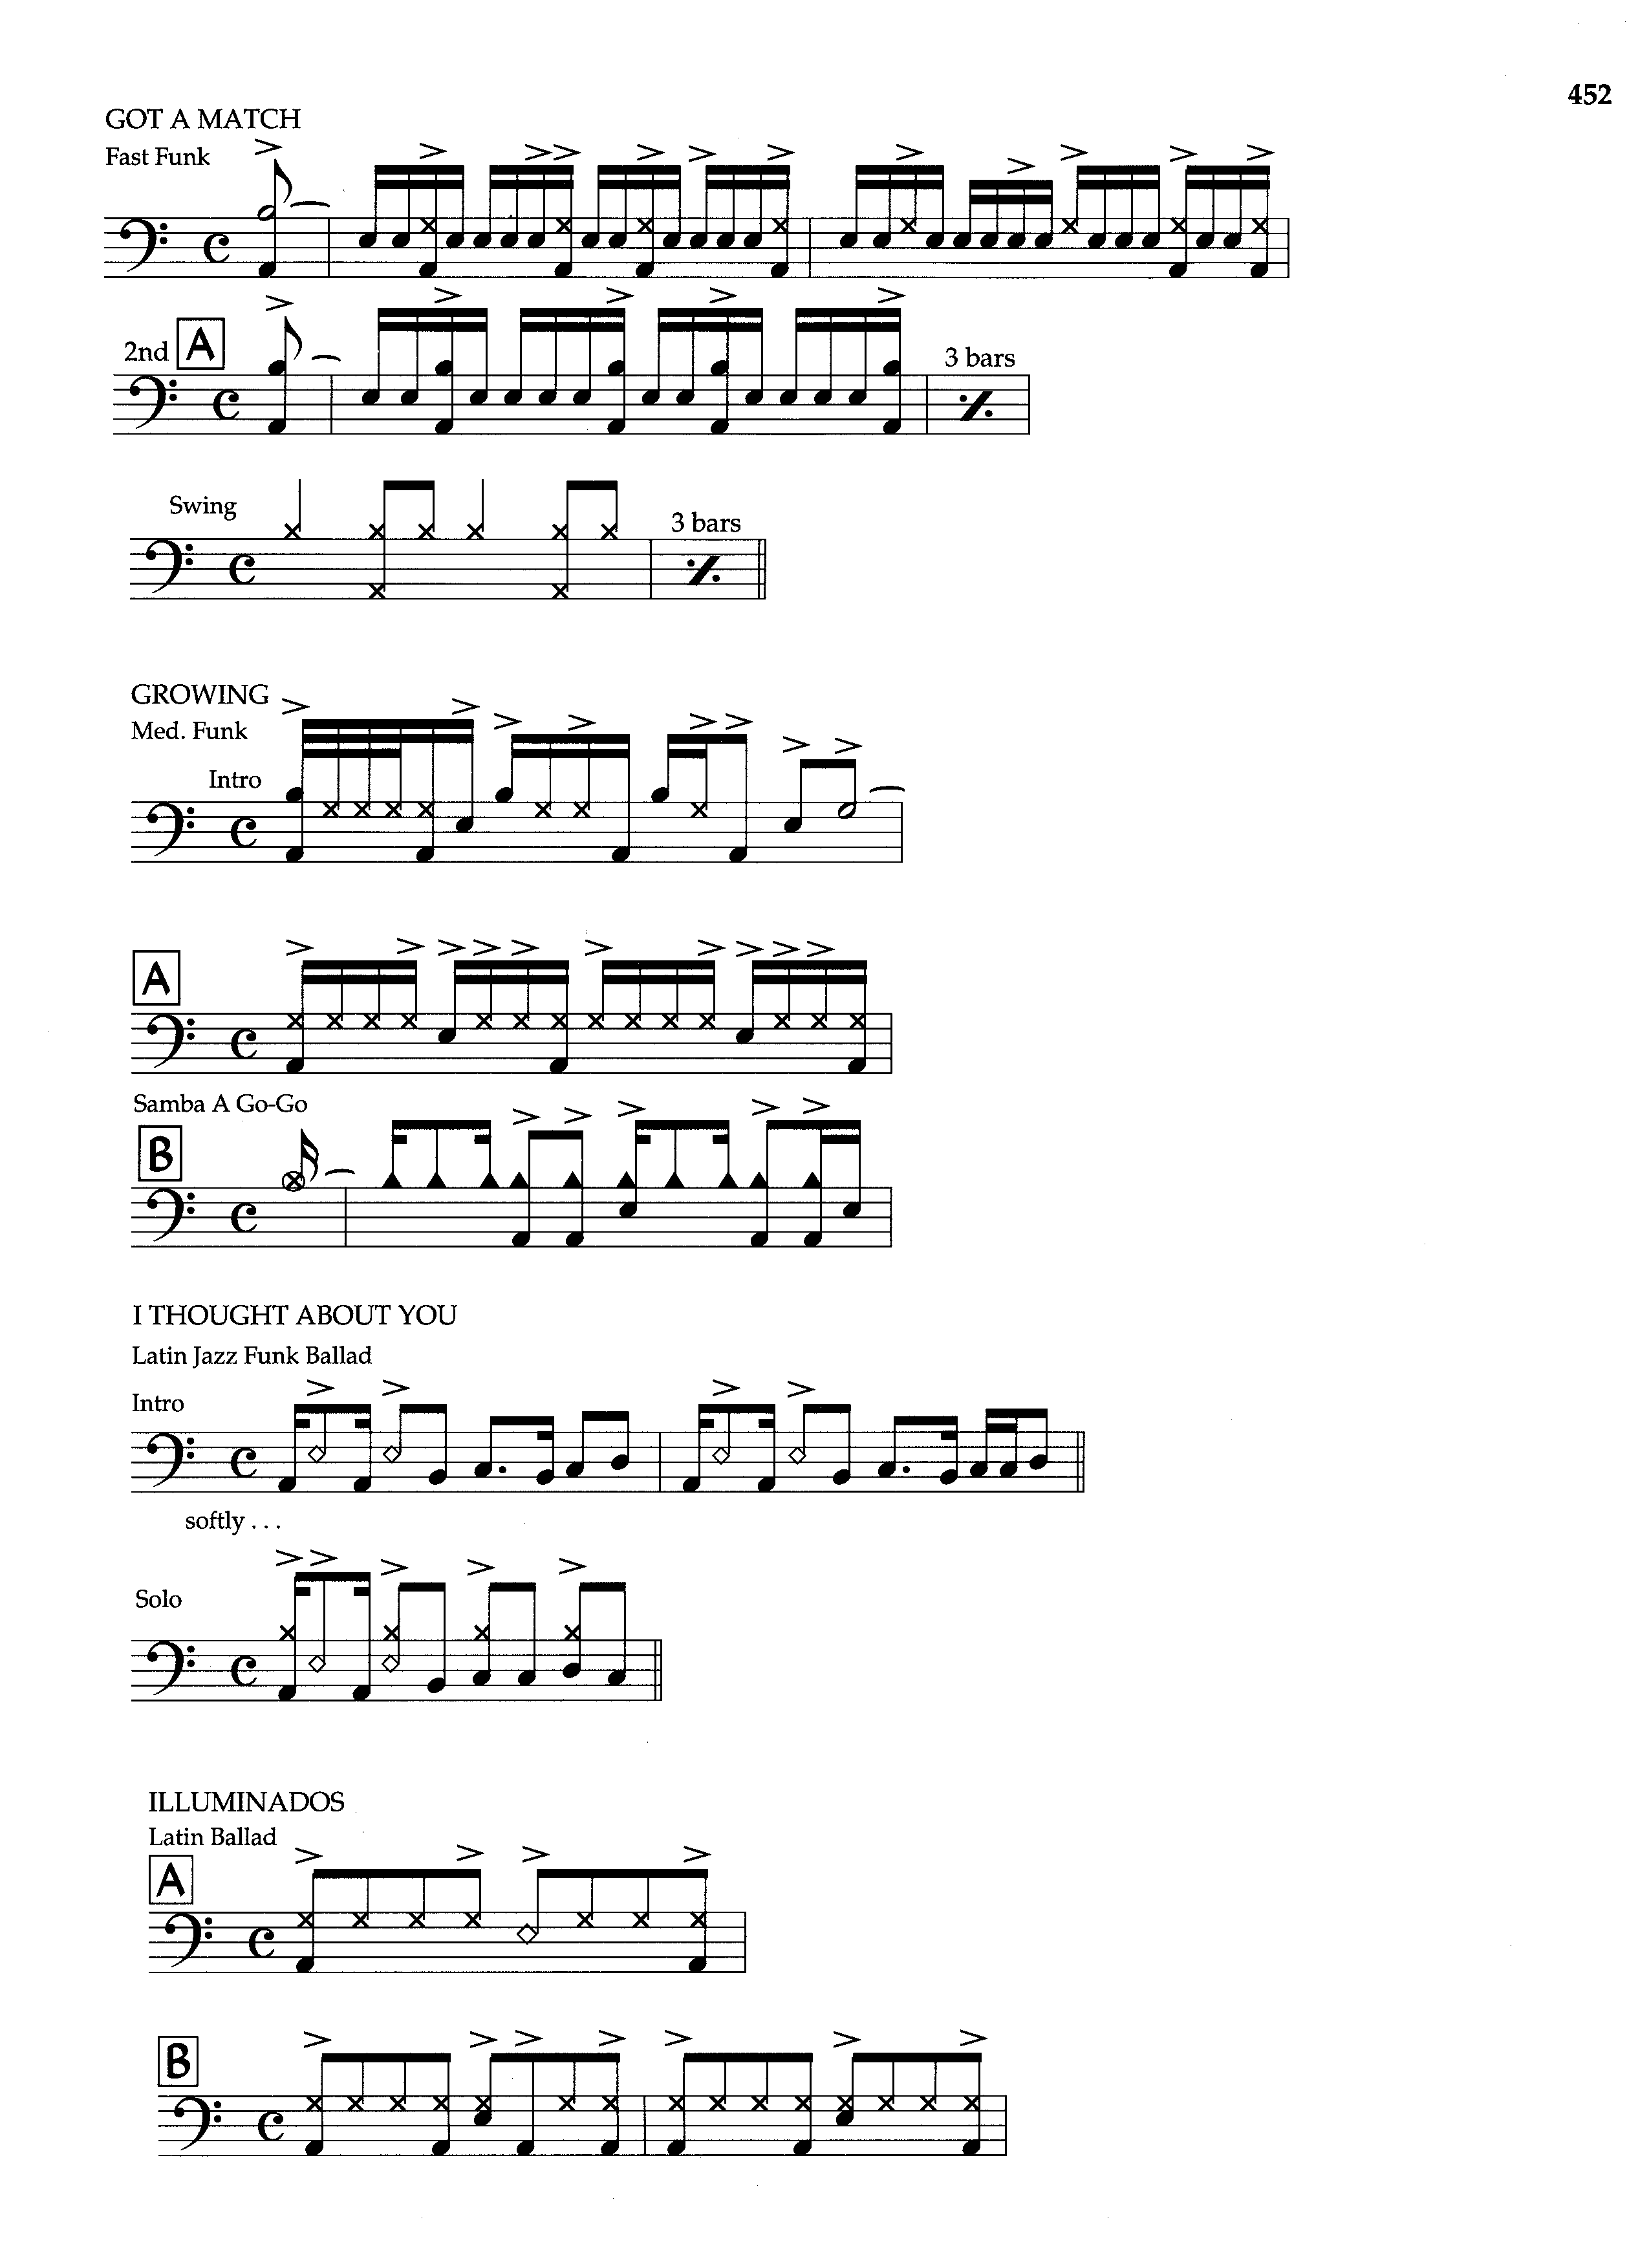 452
GOT A MATCH
Fast Funk
2nd A
3 bars
Swing
3 bars
GROWING
Med. Funk
Intro
A
Samba A Go-Go
B
I THOUGHT ABOUT YOU
Latin Jazz Funk Ballad
Intro
softly . . .
Solo
ILLUMINADOS
Latin Ballad
A
B